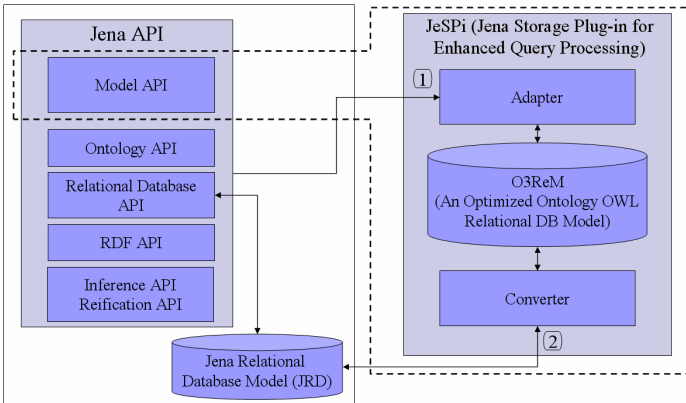 Jena API
Model API
Ontology API
Relational Database
API
RDF API
Inference API
Reification API
Jena Relational
Database Model (JRD)
JeSPi (Jena Storage Plug-in for
Enhanced Query Processing)
1
Adapter
O3ReM
(An Optimized Ontology OWL
Relational DB Model)
Converter
2